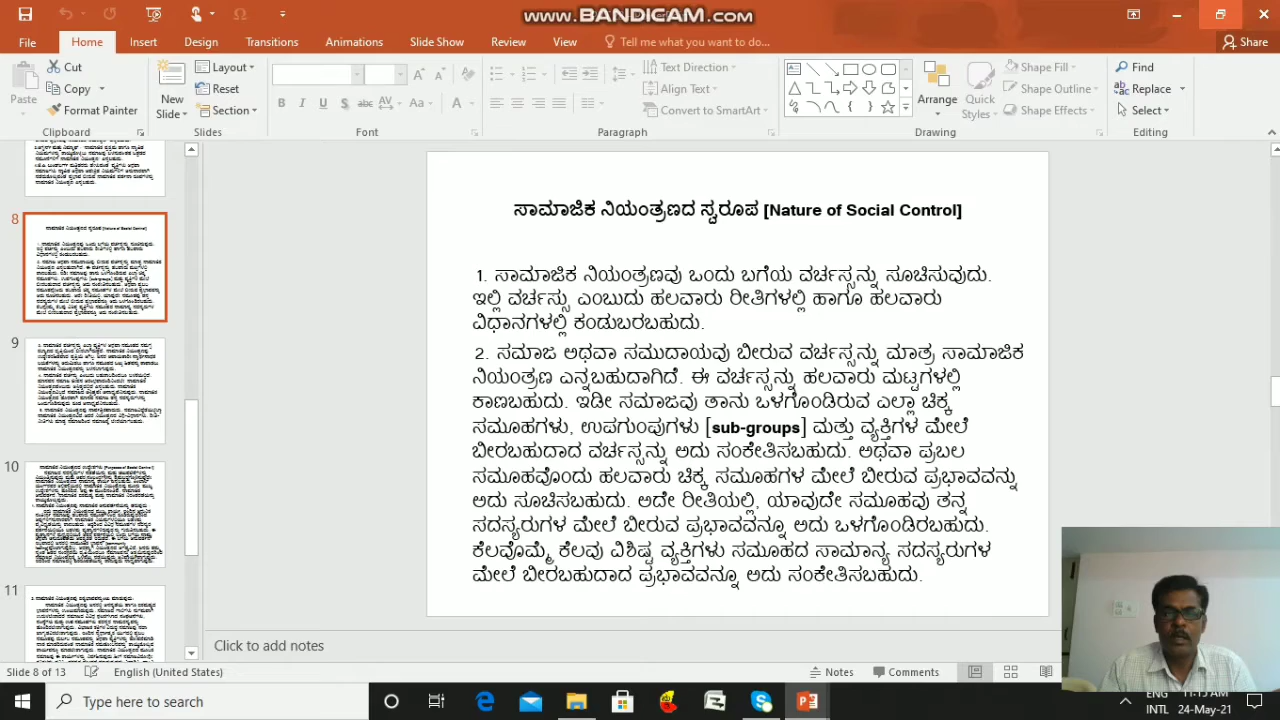 www.BANDICAM.com
File Home Insert Design Transitions Animations Slide Show Review View Tell me what you want to do... Share
Cut Layout Text Direction Shape Fill Find
Copy Reset Align Text Shape Outline Replace
Paste Format Painter New Slide Section Convert to SmartArt Arrange Quick Styles Shape Effects Select
Clipboard Slides Font Paragraph Drawing Editing
ಸಾಮಾಜಿಕ ನಿಯಂತ್ರಣದ ಸ್ವರೂಪ [Nature of Social Control]
1. ಸಾಮಾಜಿಕ ನಿಯಂತ್ರಣವು ಒಂದು ಬಗೆಯ ವರ್ಚಸ್ಸನ್ನು ಸೂಚಿಸುವುದು.
ಇಲ್ಲಿ ವರ್ಚಸ್ಸು ಎಂಬುದು ಹಲವಾರು ರೀತಿಗಳಲ್ಲಿ ಹಾಗೂ ಹಲವಾರು
ವಿಧಾನಗಳಲ್ಲಿ ಕಂಡುಬರಬಹುದು.
2. ಸಮಾಜ ಅಥವಾ ಸಮುದಾಯವು ಬೀರುವ ವರ್ಚಸ್ಸನ್ನು ಮಾತ್ರ ಸಾಮಾಜಿಕ
ನಿಯಂತ್ರಣ ಎನ್ನಬಹುದಾಗಿದೆ. ಈ ವರ್ಚಸ್ಸನ್ನು ಹಲವಾರು ಮಟ್ಟಗಳಲ್ಲಿ
ಕಾಣಬಹುದು. ಇಡೀ ಸಮಾಜವು ತಾನು ಒಳಗೊಂಡಿರುವ ಎಲ್ಲಾ ಚಿಕ್ಕ
ಸಮೂಹಗಳು, ಉಪಗುಂಪುಗಳು [sub-groups] ಮತ್ತು ವ್ಯಕ್ತಿಗಳ ಮೇಲೆ
ಬೀರಬಹುದಾದ ವರ್ಚಸ್ಸನ್ನು ಅದು ಸಂಕೇತಿಸಬಹುದು. ಅಥವಾ ಪ್ರಬಲ
ಸಮೂಹವೊಂದು ಹಲವಾರು ಚಿಕ್ಕ ಸಮೂಹಗಳ ಮೇಲೆ ಬೀರುವ ಪ್ರಭಾವವನ್ನು
ಅದು ಸೂಚಿಸಬಹುದು. ಅದೇ ರೀತಿಯಲ್ಲಿ, ಯಾವುದೇ ಸಮೂಹವು ತನ್ನ
ಸದಸ್ಯರುಗಳ ಮೇಲೆ ಬೀರುವ ಪ್ರಭಾವವನ್ನೂ ಇದು ಒಳಗೊಂಡಿರಬಹುದು.
ಕೆಲವೊಮ್ಮೆ ಕೆಲವು ವಿಶಿಷ್ಟ ವ್ಯಕ್ತಿಗಳು ಸಮೂಹದ ಸಾಮಾನ್ಯ ಸದಸ್ಯರುಗಳ
ಮೇಲೆ ಬೀರಬಹುದಾದ ಪ್ರಭಾವವನ್ನೂ ಅದು ಸಂಕೇತಿಸಬಹುದು.
8
9
10
11
Click to add notes
Slide 8 of 13 English (United States) Notes Comments
Type here to search
ENG 11:15 AM
INTL 24-May-21